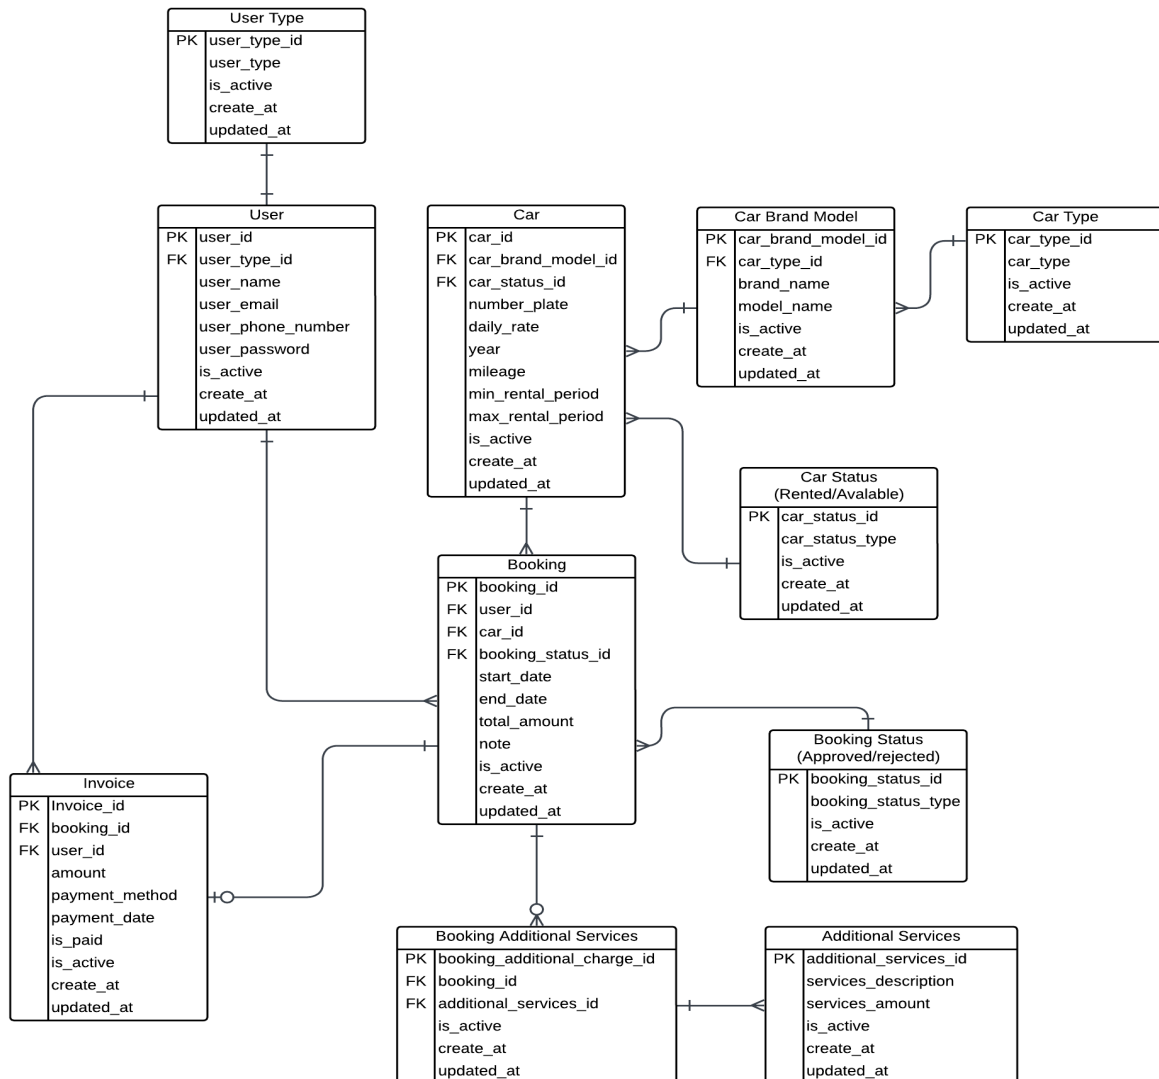 User Type
PK user_type_id
user_type
is_active
create_at
updated_at
User
PK user_id
FK user_type_id
user_name
user_email
user_phone_number
user_password
is_active
create_at
updated_at
Car
PK car_id
FK car_brand_model_id
FK car_status_id
number_plate
daily_rate
year
mileage
min_rental_period
max_rental_period
is_active
create_at
updated_at
Car Brand Model
PK car_brand_model_id
FK car_type_id
brand_name
model_name
is_active
create_at
updated_at
Car Type
PK car_type_id
car_type
is_active
create_at
updated_at
Car Status
(Rented/Avalable)
PK car_status_id
car_status_type
is_active
create_at
updated_at
Booking
PK booking_id
FK user_id
FK car_id
FK booking_status_id
start_date
end_date
total_amount
note
is_active
create_at
updated_at
Booking Status
(Approved/rejected)
PK booking_status_id
booking_status_type
is_active
create_at
updated_at
Invoice
PK Invoice_id
FK booking_id
FK user_id
amount
payment_method
payment_date
is_paid
is_active
create_at
updated_at
Booking Additional Services
PK booking_additional_charge_id
FK booking_id
FK additional_services_id
is_active
create_at
updated_at
Additional Services
PK additional_services_id
services_description
services_amount
is_active
create_at
updated_at